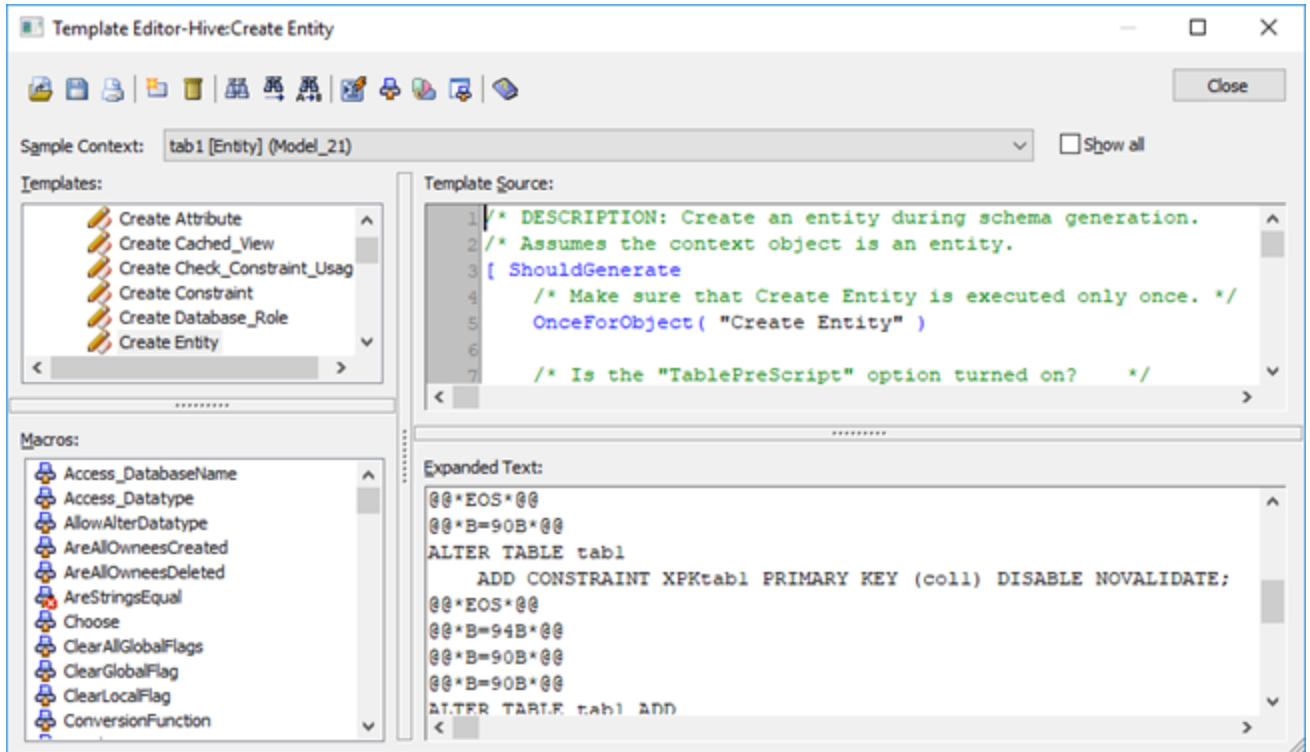 Template Editor-Hive:Create Entity
Close
Sample Context: tab1 [Entity] (Model_21) Show all
Templates:
Create Attribute
Create Cached_View
Create Check_Constraint_Usag
Create Constraint
Create Database_Role
Create Entity
Template Source:
1 /* DESCRIPTION: Create an entity during schema generation.
2 /* Assumes the context object is an entity.
3 [ ShouldGenerate
4 /* Make sure that Create Entity is executed only once. */
5 OnceForObject( "Create Entity" )
6
7 /* Is the "TablePreScript" option turned on? */
Macros:
Access_DatabaseName
Access_Datatype
AllowAlterDatatype
AreAllOwneesCreated
AreAllOwneesDeleted
AreStringsEqual
Choose
ClearAllGlobalFlags
ClearGlobalFlag
ClearLocalFlag
ConversionFunction
Expanded Text:
@@*EOS*@@
@@*B=90B*@@
ALTER TABLE tab1
ADD CONSTRAINT XPKtab1 PRIMARY KEY (col1) DISABLE NOVALIDATE;
@@*EOS*@@
@@*B=94B*@@
@@*B=90B*@@
@@*B=90B*@@
ALTER TABLE tab1 ADD